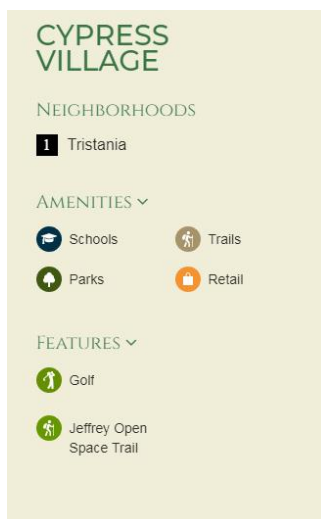 CYPRESS
VILLAGE
NEIGHBORHOODS
1 Tristania
AMENITIES
Schools
Trails
Parks
Retail
FEATURES
Golf
Jeffrey Open
Space Trail